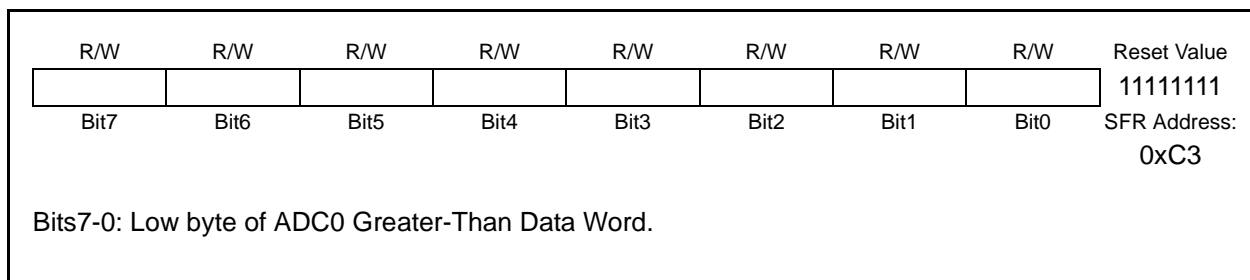 R/W R/W R/W R/W R/W R/W R/W R/W Reset Value
11111111
Bit7 Bit6 Bit5 Bit4 Bit3 Bit2 Bit1 Bit0 SFR Address:
0xC3
Bits7-0: Low byte of ADC0 Greater-Than Data Word.